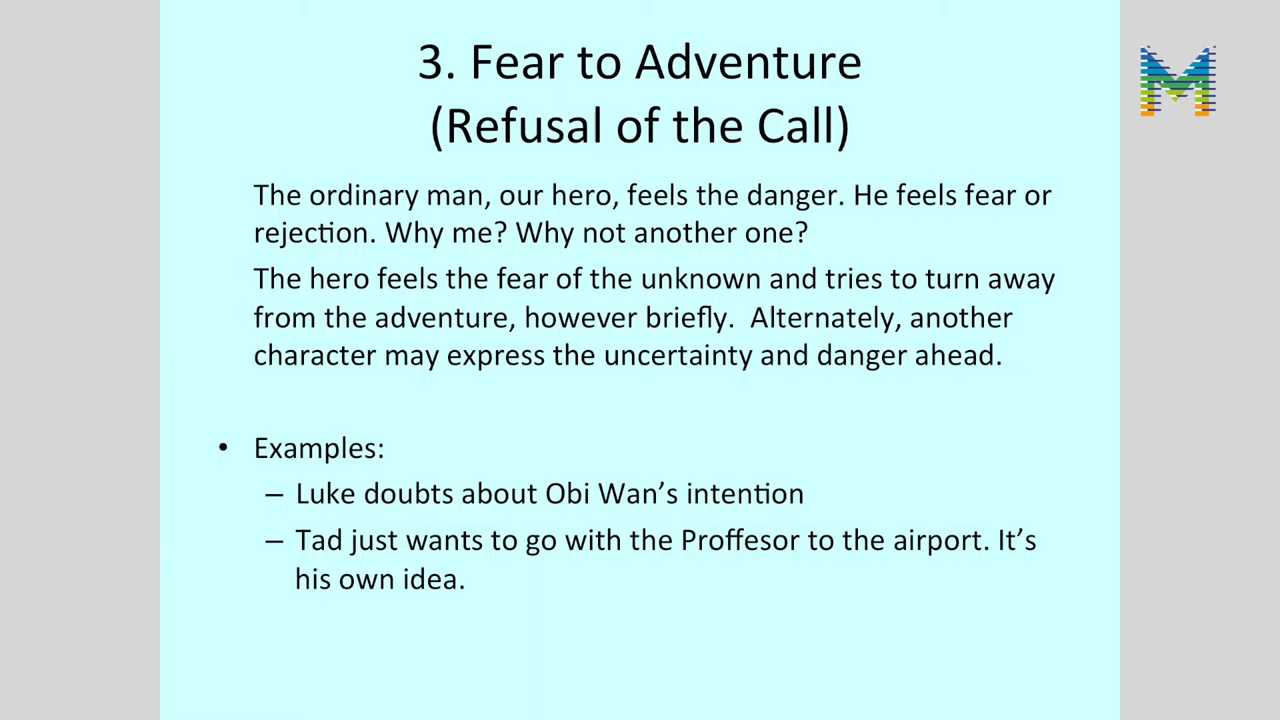 3. Fear to Adventure
(Refusal of the Call)
The ordinary man, our hero, feels the danger. He feels fear or
rejection. Why me? Why not another one?
The hero feels the fear of the unknown and tries to turn away
from the adventure, however briefly.  Alternately, another
character may express the uncertainty and danger ahead.
• Examples:
– Luke doubts about Obi Wan’s intention
– Tad just wants to go with the Proffesor to the airport. It’s
his own idea.